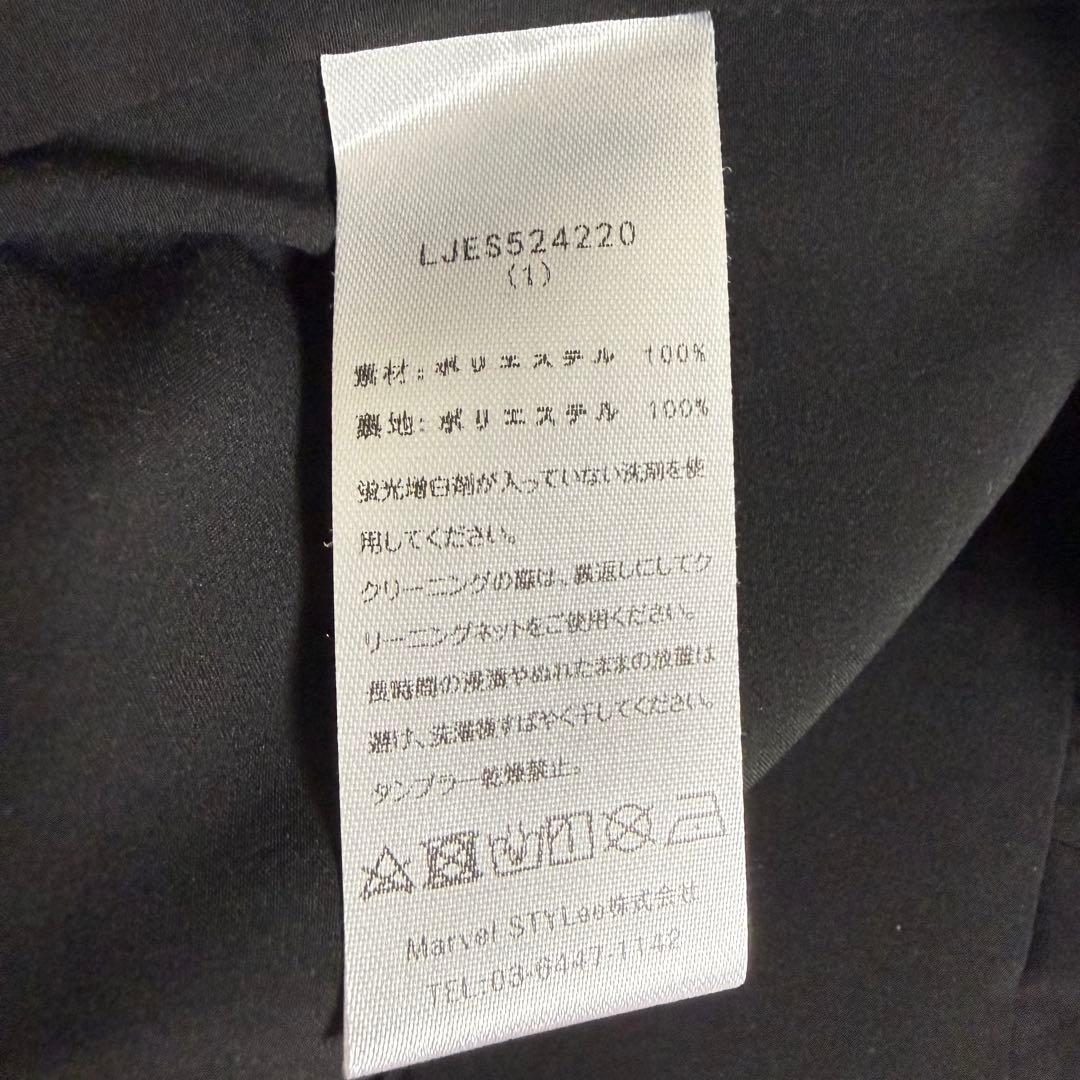 LJES524220
(1)
素材：ポリエステル 100%
裏地：ポリエステル 100%
蛍光増白剤が入っていない洗剤を使
用してください。
クリーニングの際は、裏返しにしてク
リーニングネットをご使用ください。
長時間の浸漬やぬれたままの放置は
避け、洗濯後すばやく干してください。
タンブラー乾燥禁止。
Marvel STYLee株式会社
TEL:03-6447-1142